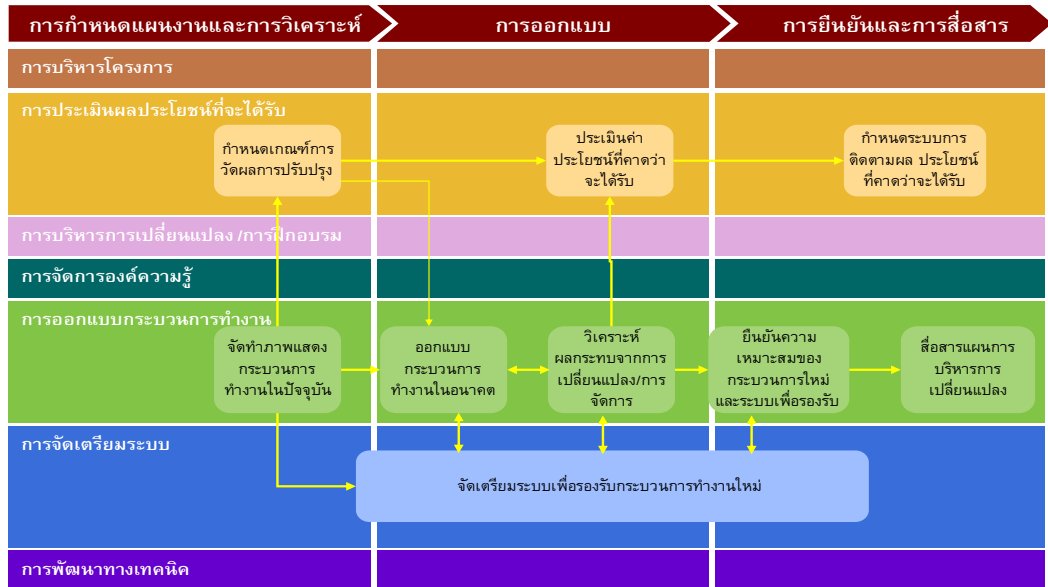 การกำหนดแผนงานและการวิเคราะห์
การออกแบบ
การยืนยันและการสื่อสาร
การบริหารโครงการ
การประเมินผลประโยชน์ที่จะได้รับ
กำหนดเกณฑ์การ
วัดผลการปรับปรุง
ประเมินค่า
ประโยชน์ที่คาดว่า
จะได้รับ
กำหนดระบบการ
ติดตามผล ประโยชน์
ที่คาดว่าจะได้รับ
การบริหารการเปลี่ยนแปลง /การฝึกอบรม
การจัดการองค์ความรู้
การออกแบบกระบวนการทำงาน
จัดทำภาพแสดง
กระบวนการ
ทำงานในปัจจุบัน
ออกแบบ
กระบวนการ
ทำงานในอนาคต
วิเคราะห์
ผลกระทบจากการ
เปลี่ยนแปลง/การ
จัดการ
ยืนยันความ
เหมาะสมของ
กระบวนการใหม่
และระบบเพื่อรองรับ
สื่อสารแผนการ
บริหารการ
เปลี่ยนแปลง
การจัดเตรียมระบบ
จัดเตรียมระบบเพื่อรองรับกระบวนการทำงานใหม่
การพัฒนาทางเทคนิค